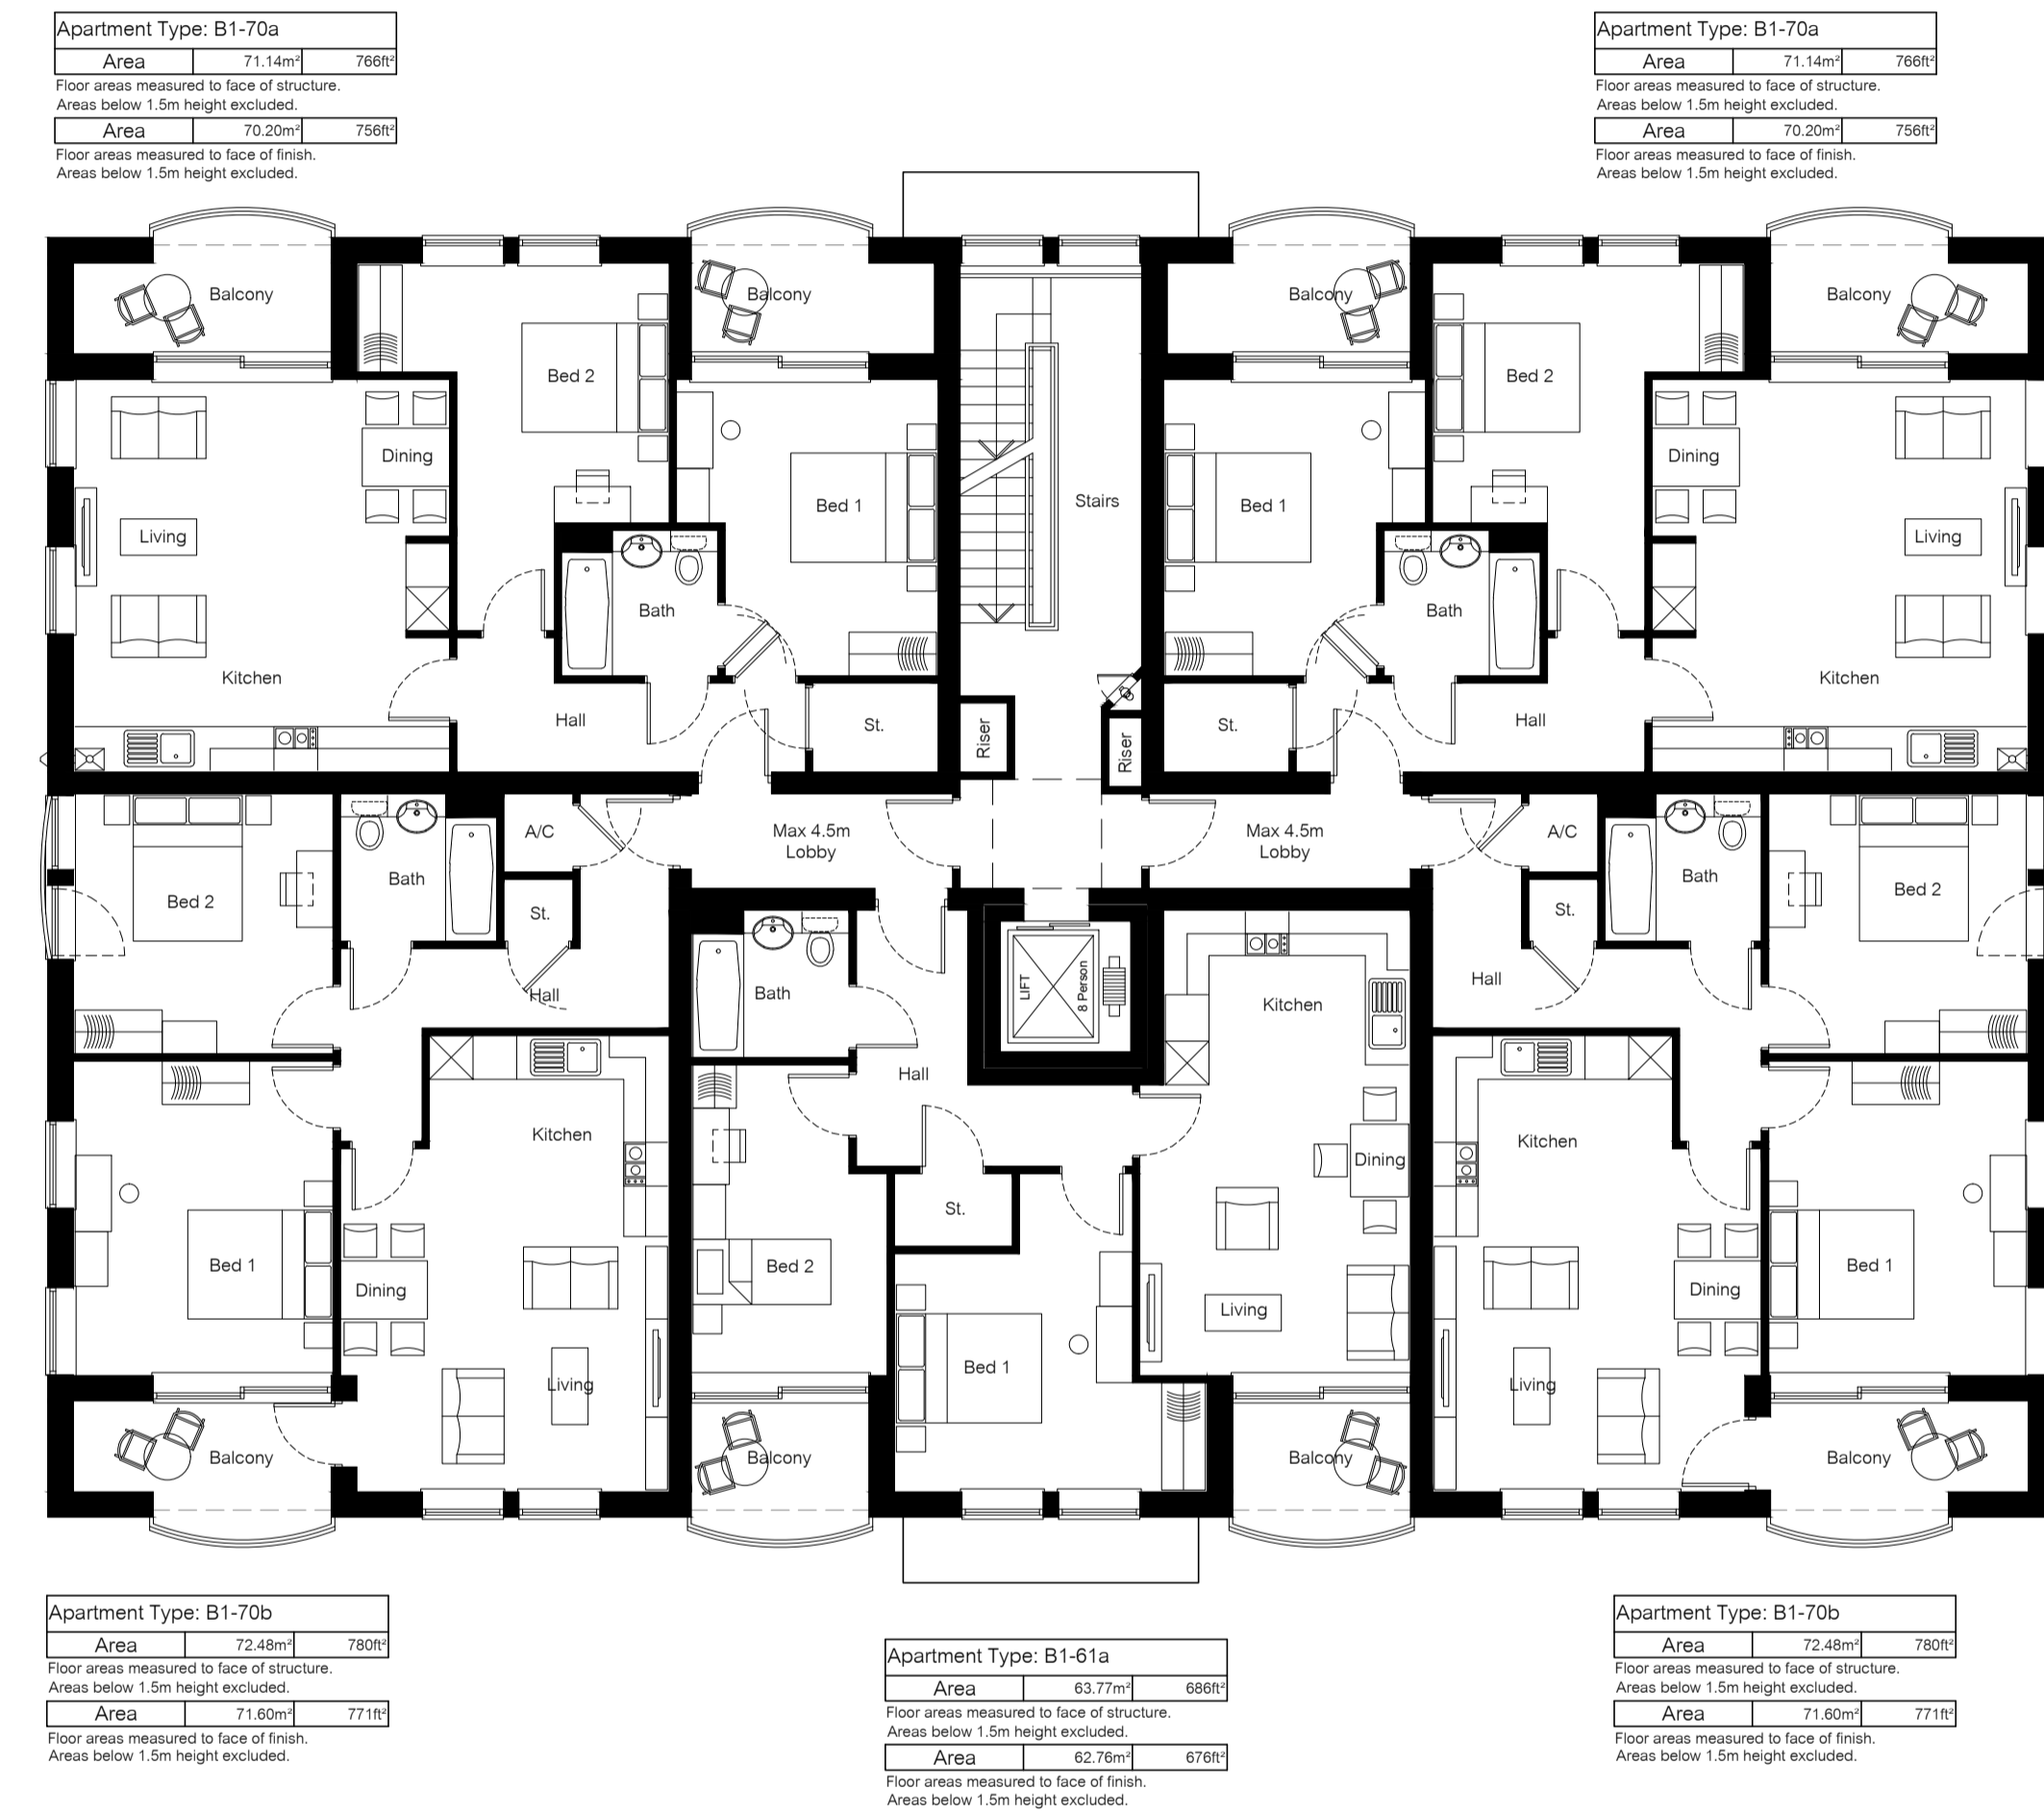 Apartment Type: B1-70a
Area 71.14m² 766ft²
Floor areas measured to face of structure.
Areas below 1.5m height excluded.
Area 70.20m² 756ft²
Floor areas measured to face of finish.
Areas below 1.5m height excluded.
Apartment Type: B1-70a
Area 71.14m² 766ft²
Floor areas measured to face of structure.
Areas below 1.5m height excluded.
Area 70.20m² 756ft²
Floor areas measured to face of finish.
Areas below 1.5m height excluded.
Balcony
Balcony
Balcony
Balcony
Bed 2
Bed 2
Dining
Dining
Bed 1
Stairs
Bed 1
Living
Living
Bath
Bath
Kitchen
Kitchen
Hall
St.
Riser
Riser
St.
Hall
A/C
Max 4.5m
Lobby
Max 4.5m
Lobby
A/C
Bed 2
Bath
St.
St.
Bath
Bed 2
Hall
Bath
LIFT
8 Person
Kitchen
Hall
Hall
Kitchen
Kitchen
Dining
St.
Bed 1
Dining
Bed 2
Living
Dining
Bed 1
Living
Bed 1
Living
Balcony
Balcony
Balcony
Balcony
Apartment Type: B1-70b
Area 72.48m² 780ft²
Floor areas measured to face of structure.
Areas below 1.5m height excluded.
Area 71.60m² 771ft²
Floor areas measured to face of finish.
Areas below 1.5m height excluded.
Apartment Type: B1-61a
Area 63.77m² 686ft²
Floor areas measured to face of structure.
Areas below 1.5m height excluded.
Area 62.76m² 676ft²
Floor areas measured to face of finish.
Areas below 1.5m height excluded.
Apartment Type: B1-70b
Area 72.48m² 780ft²
Floor areas measured to face of structure.
Areas below 1.5m height excluded.
Area 71.60m² 771ft²
Floor areas measured to face of finish.
Areas below 1.5m height excluded.